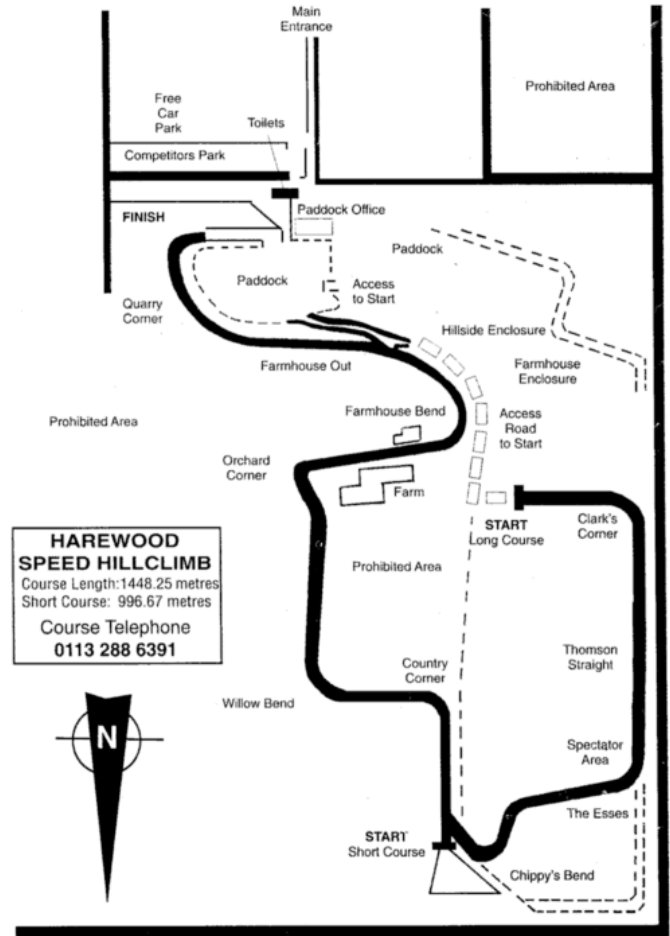 Main
Entrance
Prohibited Area
Free
Car
Park
Toilets
Competitors Park
Paddock Office
FINISH
Paddock
Paddock
Access
to Start
Quarry
Corner
Hillside Enclosure
Farmhouse Out
Farmhouse
Enclosure
Farmhouse Bend
Access
Road
to Start
Prohibited Area
Orchard
Corner
Farm
START
Long Course
Clark's
Corner
HAREWOOD
SPEED HILLCLIMB
Course Length:1448.25 metres
Short Course: 996.67 metres
Course Telephone
0113 288 6391
Prohibited Area
Thomson
Straight
Country
Corner
Willow Bend
N
Spectator
Area
The Esses
START
Short Course
Chippy's Bend